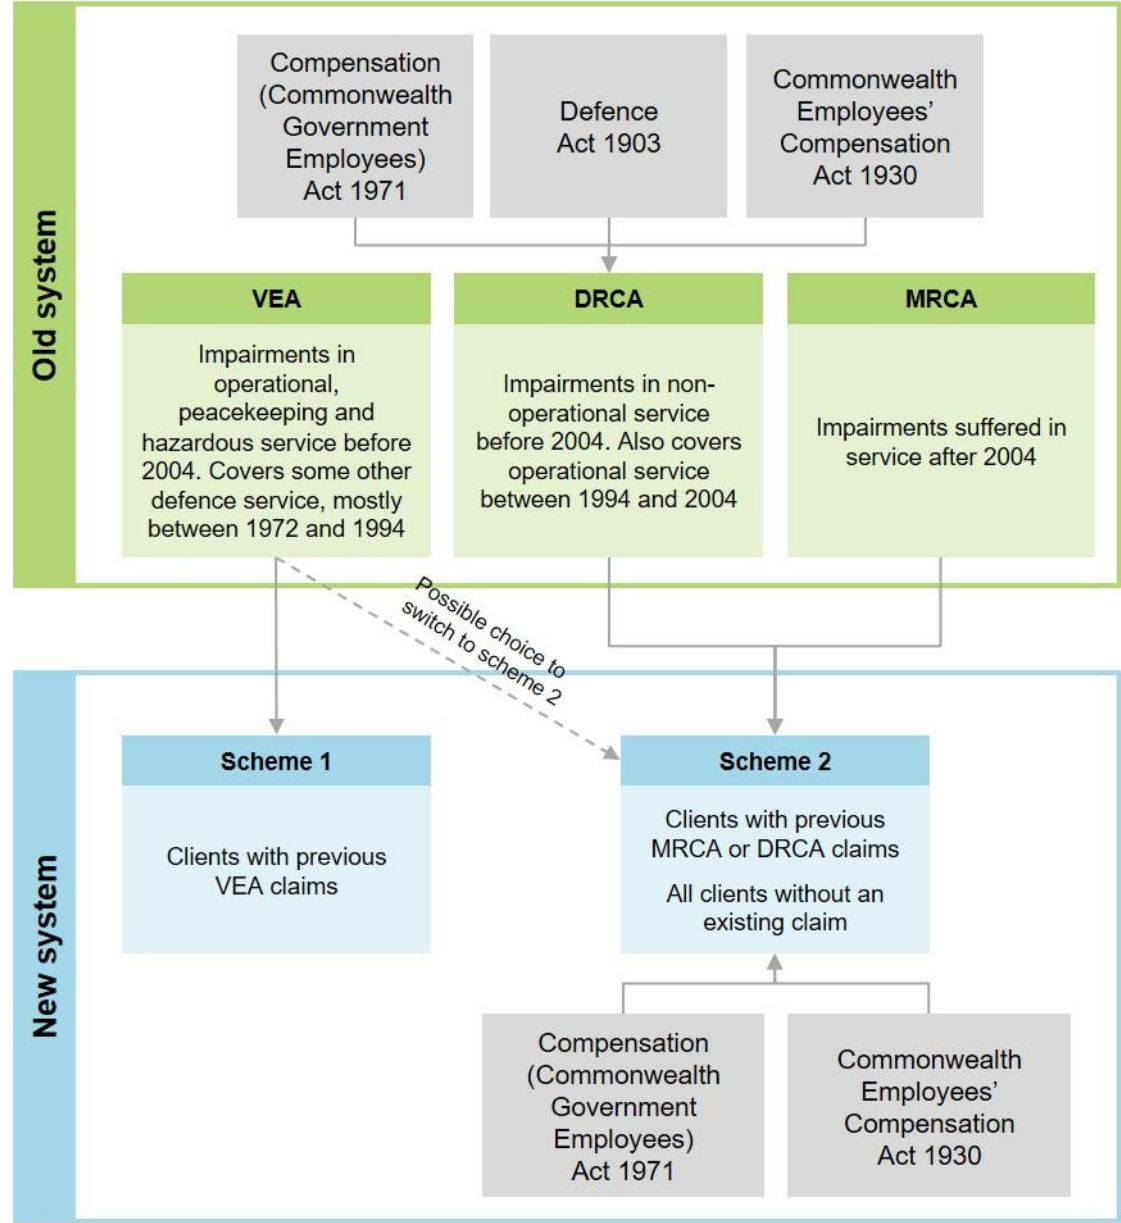 Old system
Compensation
(Commonwealth
Government
Employees)
Act 1971
Defence
Act 1903
Commonwealth
Employees’
Compensation
Act 1930
VEA
Impairments in
operational,
peacekeeping and
hazardous service before
2004. Covers some other
defence service, mostly
between 1972 and 1994
DRCA
Impairments in non-
operational service
before 2004. Also covers
operational service
between 1994 and 2004
MRCA
Impairments suffered in
service after 2004
Possible choice to
switch to scheme 2
New system
Scheme 1
Clients with previous
VEA claims
Scheme 2
Clients with previous
MRCA or DRCA claims
All clients without an
existing claim
Compensation
(Commonwealth
Government
Employees)
Act 1971
Commonwealth
Employees’
Compensation
Act 1930